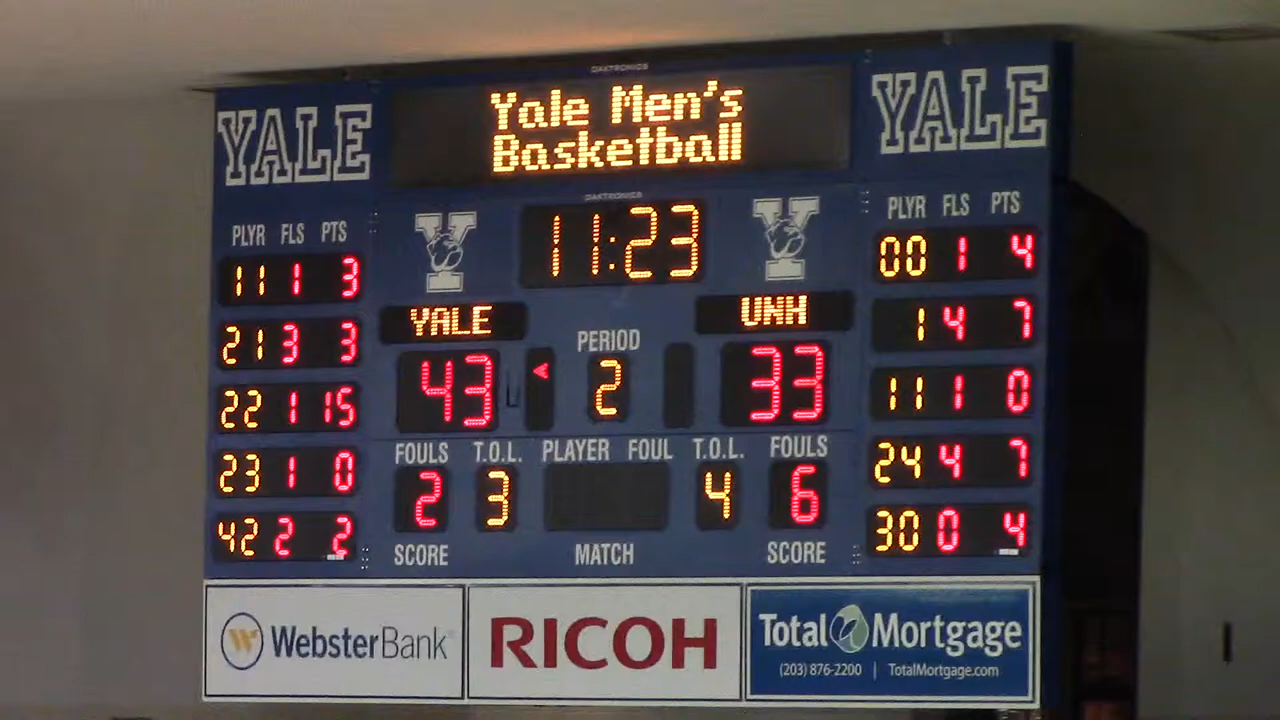 DAKTRONICS
YALE
Yale Men's
Basketball
YALE
DAKTRONICS
11:23
PLYR FLS PTS
11 1 3
21 3 3
22 1 15
23 1 0
42 2 2
Y
Y
YALE
UNH
PERIOD
43
2
33
FOULS T.O.L. PLAYER FOUL T.O.L. FOULS
2 3 4 6
SCORE MATCH SCORE
PLYR FLS PTS
00 1 4
1 4 7
11 1 0
24 4 7
30 0 4
W WebsterBank®
RICOH
Total Mortgage
(203) 876-2200 | TotalMortgage.com